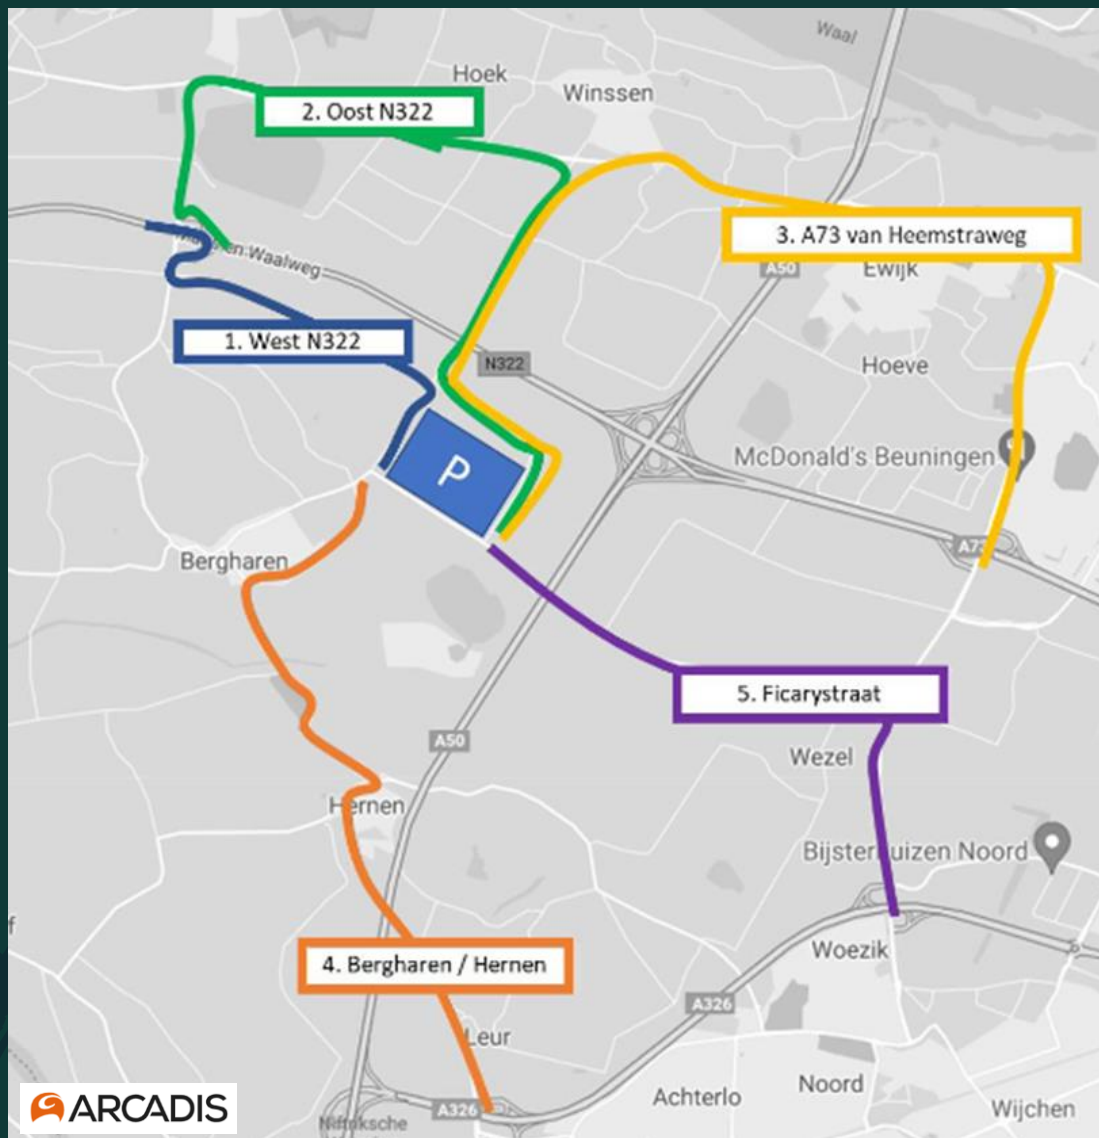 Waal
Hoek
Winssen
2. Oost N322
3. A73 van Heemstraweg
en Waalweg
A50
Ewijk
1. West N322
N322
Hoeve
McDonald's Beuningen
P
A73
Bergharen
5. Ficarystraat
A50
Wezel
Hernen
Bijsterhuizen Noord
f
Woezik
4. Bergharen / Hernen
A326
Leur
Noord
Achterlo
A326
Wijchen
ARCADIS